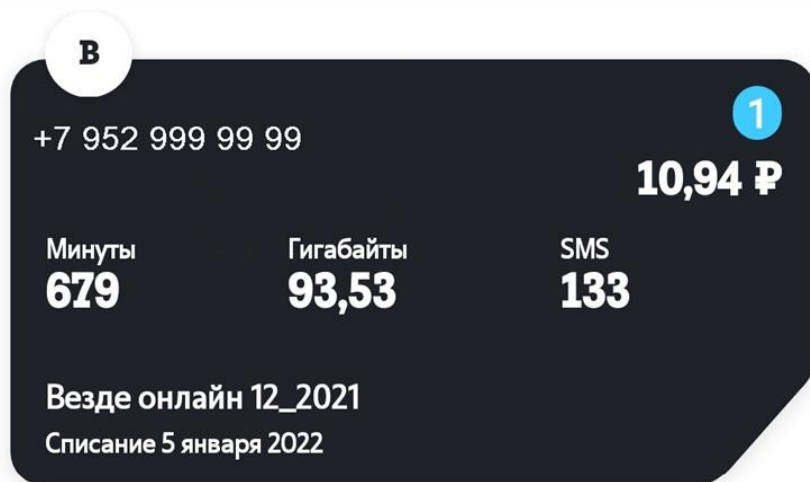 В
+7 952 999 99 99
1
10,94 ₽
Минуты Гигабайты SMS
679 93,53 133
Везде онлайн 12_2021
Списание 5 января 2022